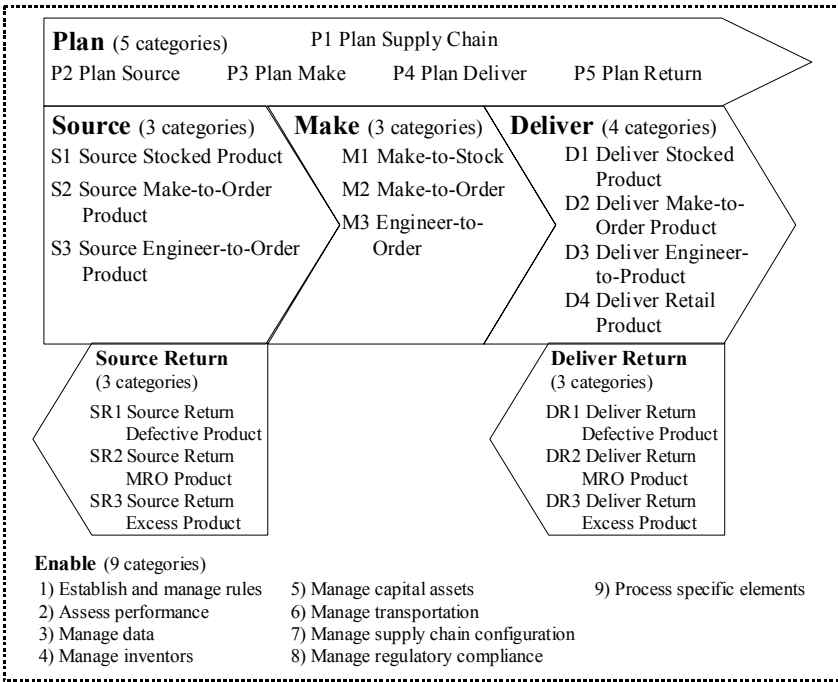 Plan (5 categories) P1 Plan Supply Chain
P2 Plan Source P3 Plan Make P4 Plan Deliver P5 Plan Return
Source (3 categories)
S1 Source Stocked Product
S2 Source Make-to-Order
Product
S3 Source Engineer-to-Order
Product
Make (3 categories)
M1 Make-to-Stock
M2 Make-to-Order
M3 Engineer-to-
Order
Deliver (4 categories)
D1 Deliver Stocked
Product
D2 Deliver Make-to-
Order Product
D3 Deliver Engineer-
to-Product
D4 Deliver Retail
Product
Source Return
(3 categories)
SR1 Source Return
Defective Product
SR2 Source Return
MRO Product
SR3 Source Return
Excess Product
Deliver Return
(3 categories)
DR1 Deliver Return
Defective Product
DR2 Deliver Return
MRO Product
DR3 Deliver Return
Excess Product
Enable (9 categories)
1) Establish and manage rules
2) Assess performance
3) Manage data
4) Manage inventors
5) Manage capital assets
6) Manage transportation
7) Manage supply chain configuration
8) Manage regulatory compliance
9) Process specific elements